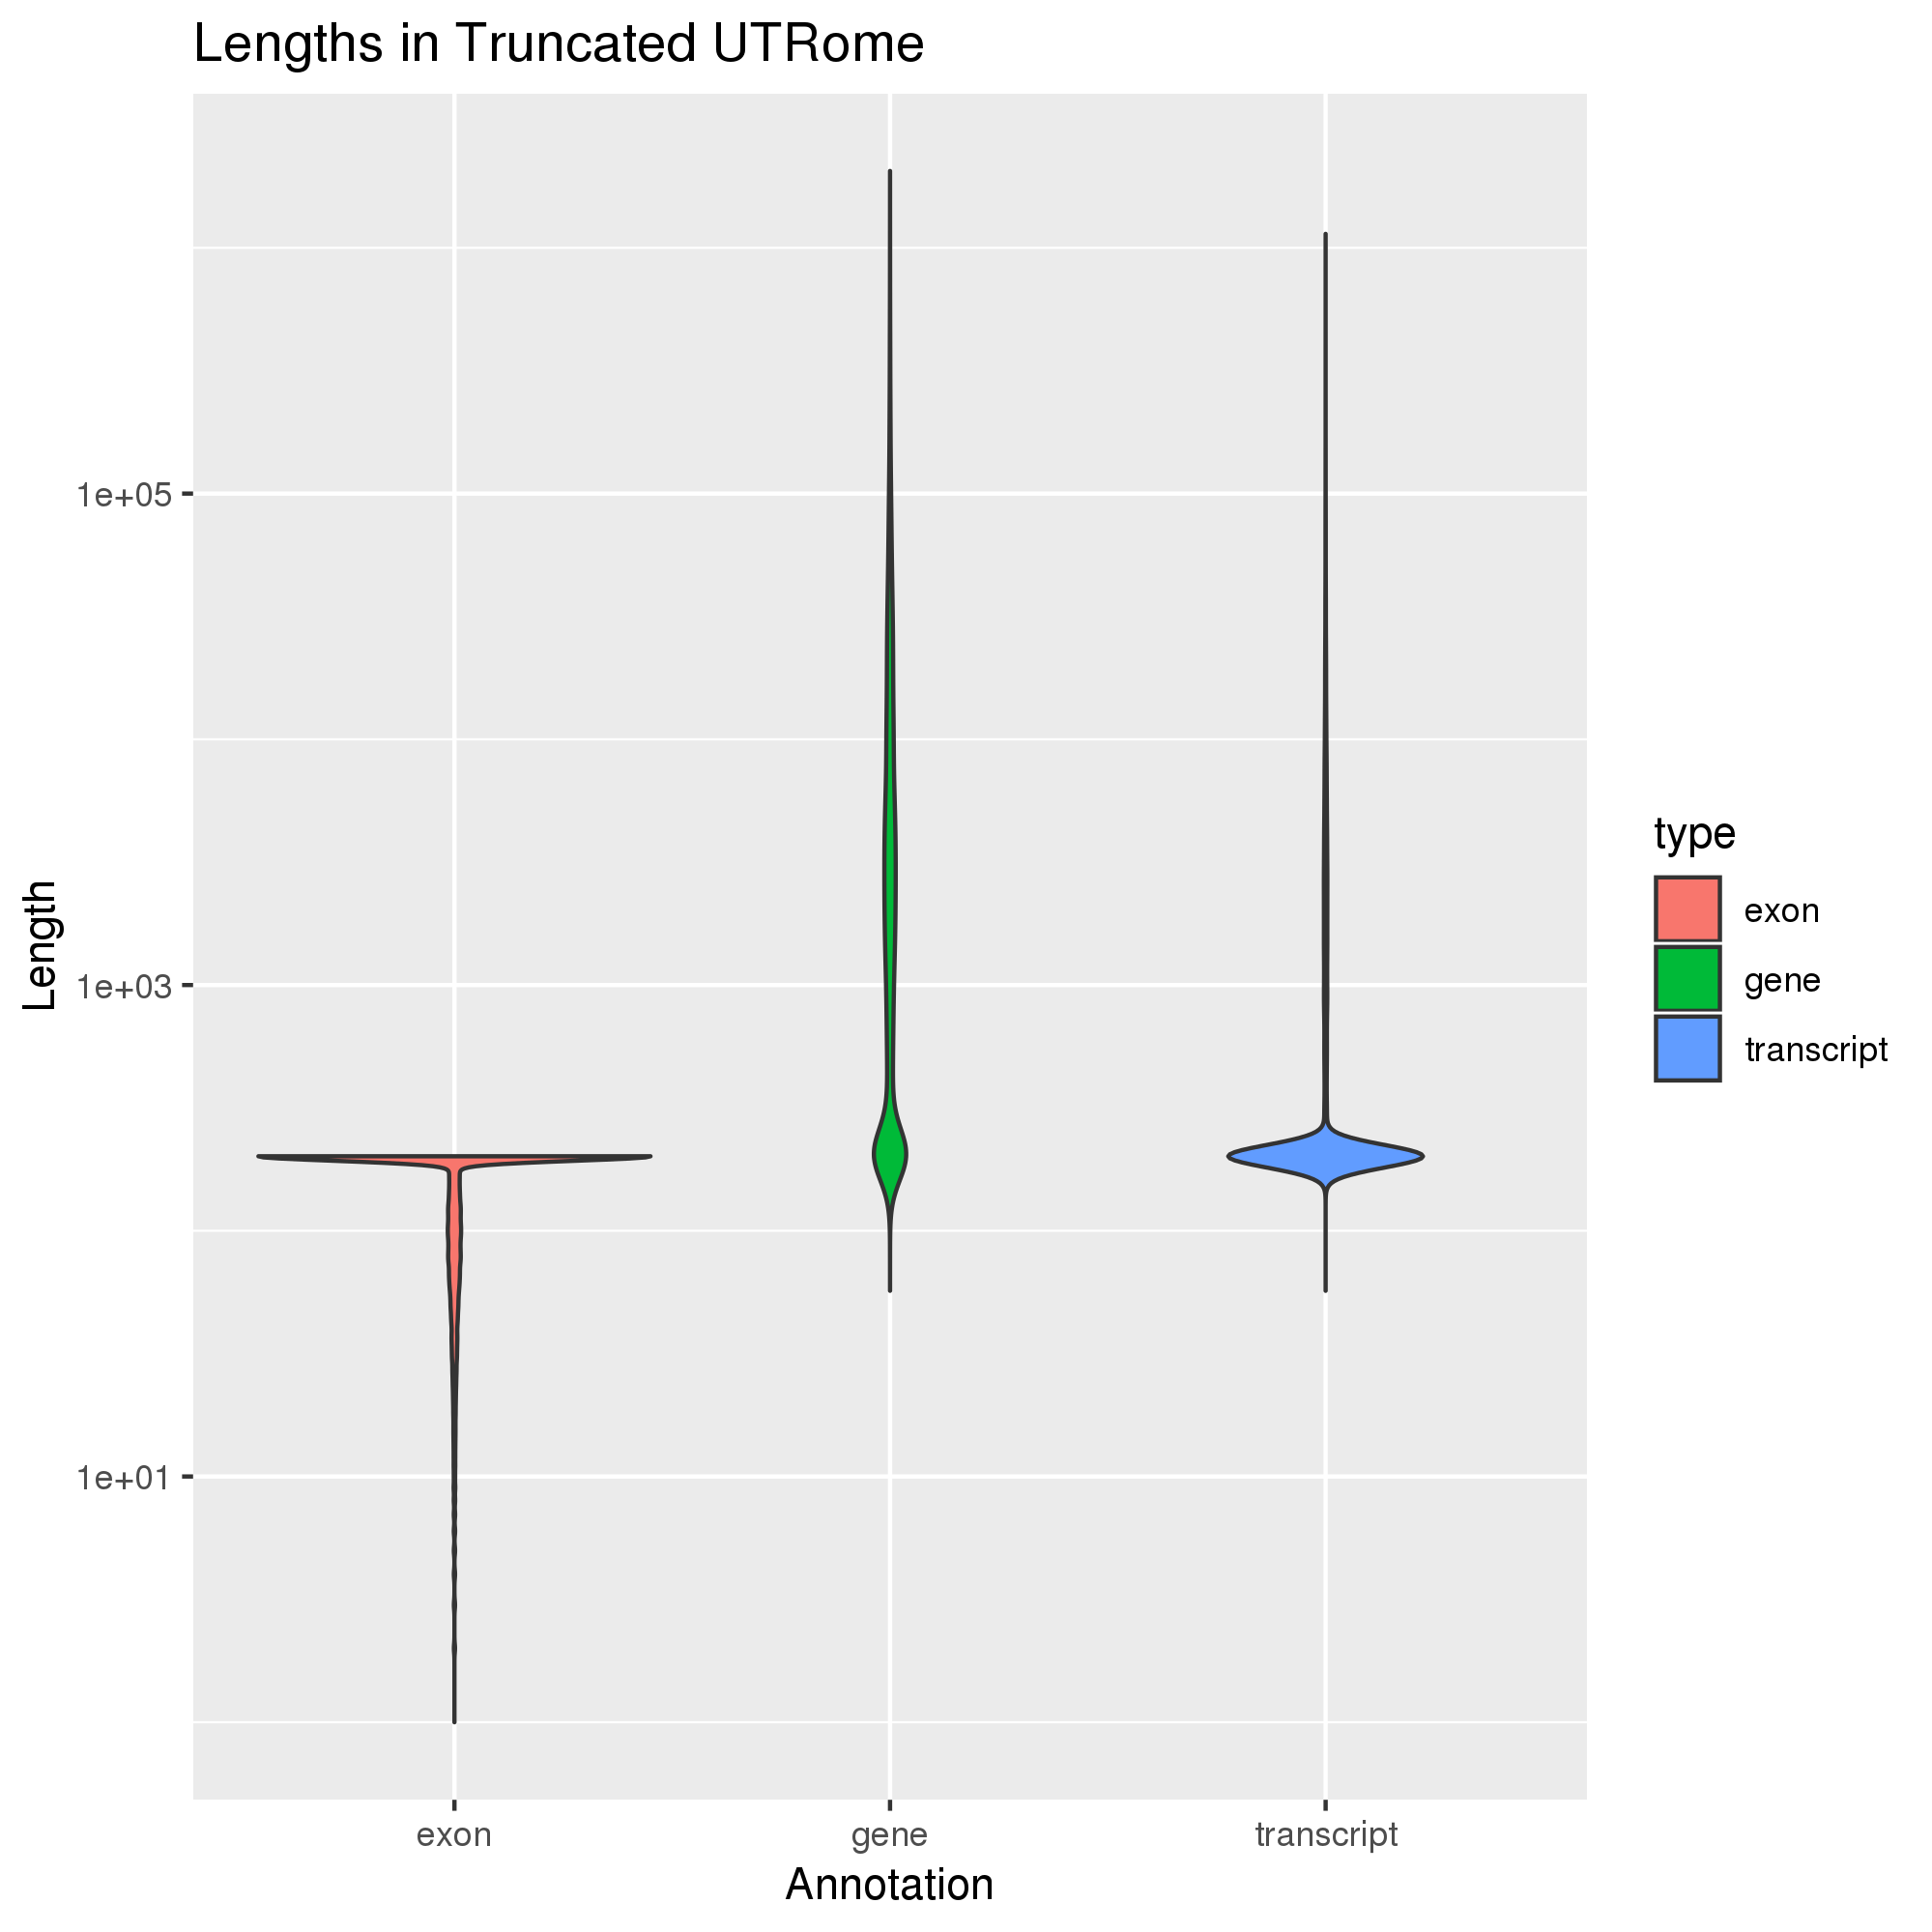 Lengths in Truncated UTRome
Length
1e+05
1e+03
1e+01
exon
gene
transcript
Annotation
type
exon
gene
transcript